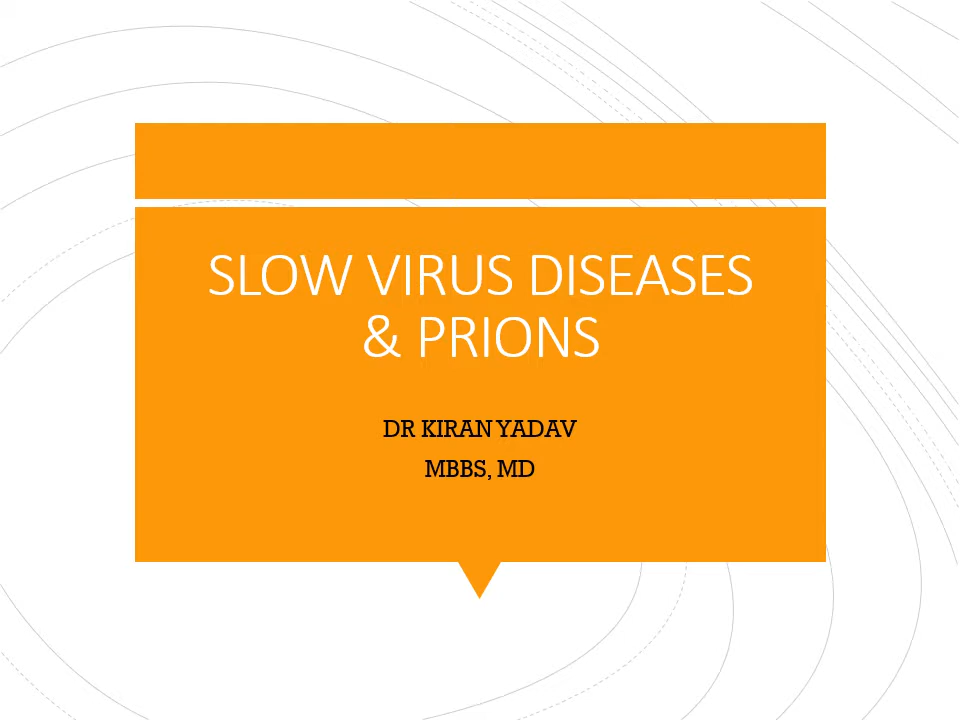 SLOW VIRUS DISEASES
& PRIONS
DR KIRAN YADAV
MBBS, MD